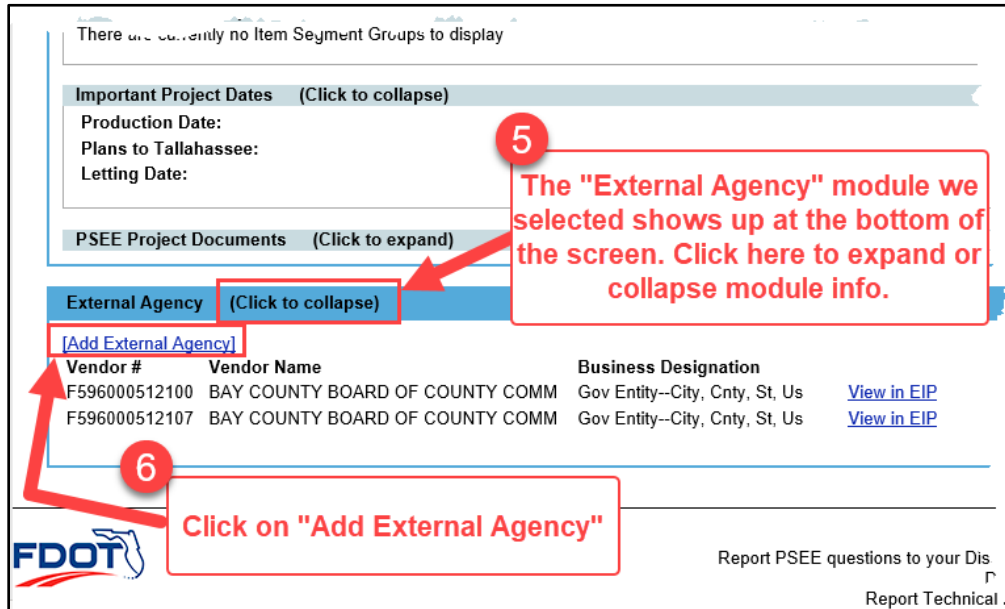 There are currently no Item Segment Groups to display
Important Project Dates (Click to collapse)
Production Date:
Plans to Tallahassee:
Letting Date:
5
The "External Agency" module we
selected shows up at the bottom of
the screen. Click here to expand or
collapse module info.
PSEE Project Documents (Click to expand)
External Agency (Click to collapse)
[Add External Agency]
Vendor # Vendor Name Business Designation
F596000512100 BAY COUNTY BOARD OF COUNTY COMM Gov Entity--City, Cnty, St, Us View in EIP
F596000512107 BAY COUNTY BOARD OF COUNTY COMM Gov Entity--City, Cnty, St, Us View in EIP
6
Click on "Add External Agency"
FDOT
Report PSEE questions to your Dis
Report Technical